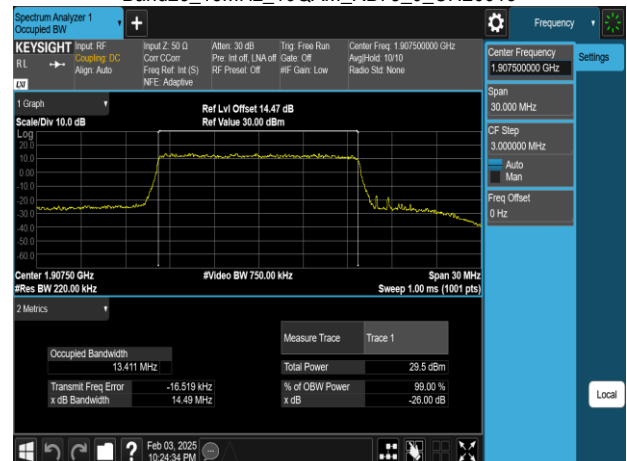 Spectrum Analyzer 1
Occupied BW
Frequency
KEYSIGHT
RL
LXI
Input: RF
Coupling: DC
Align: Auto
Input Z: 50 Ω
Corr CCorr
Freq Ref: Int (S)
NFE: Adaptive
Atten: 30 dB
Pre: Int off, LNA off
RF Preset: Off
Trig: Free Run
Gate: Off
#IF Gain: Low
Center Freq: 1.907500000 GHz
Avg|Hold: 10/10
Radio Std: None
Center Frequency
1.907500000 GHz
Settings
Span
30.000 MHz
CF Step
3.000000 MHz
Auto
Man
Freq Offset
0 Hz
Local
1 Graph
Scale/Div 10.0 dB
Ref Lvl Offset 14.47 dB
Ref Value 30.00 dBm
Log
20.0
10.0
0.00
-10.0
-20.0
-30.0
-40.0
-50.0
-60.0
Center 1.90750 GHz
#Video BW 750.00 kHz
Span 30 MHz
#Res BW 220.00 kHz
Sweep 1.00 ms (1001 pts)
2 Metrics
Measure Trace
Trace 1
Occupied Bandwidth
13.411 MHz
Total Power
29.5 dBm
Transmit Freq Error
-16.519 kHz
% of OBW Power
99.00 %
x dB Bandwidth
14.49 MHz
x dB
-26.00 dB
Feb 03, 2025
10:24:34 PM